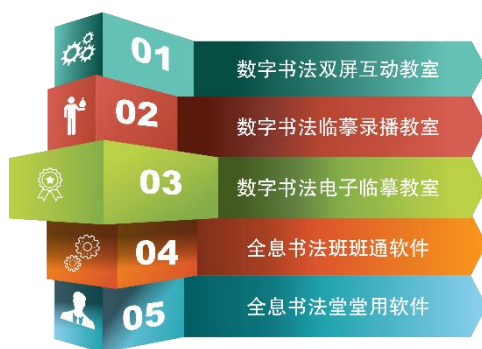 01 数字书法双屏互动教室
02 数字书法临摹录播教室
03 数字书法电子临摹教室
04 全息书法班班通软件
05 全息书法堂堂用软件